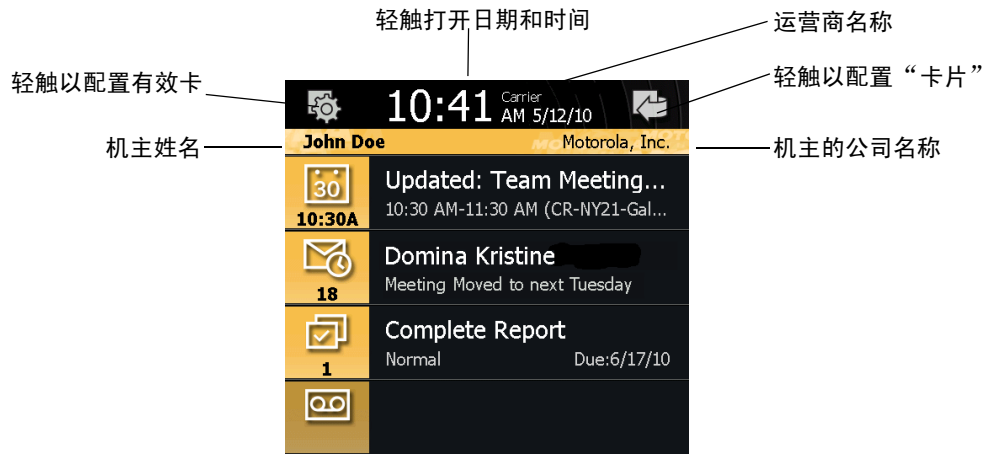 轻触打开日期和时间
运营商名称
轻触以配置有效卡
轻触以配置“卡片”
10:41
Carrier
AM 5/12/10
机主姓名
John Doe
Motorola, Inc.
机主的公司名称
30
10:30A
Updated: Team Meeting...
10:30 AM-11:30 AM (CR-NY21-Gal...
18
Domina Kristine
Meeting Moved to next Tuesday
1
Complete Report
Normal
Due:6/17/10